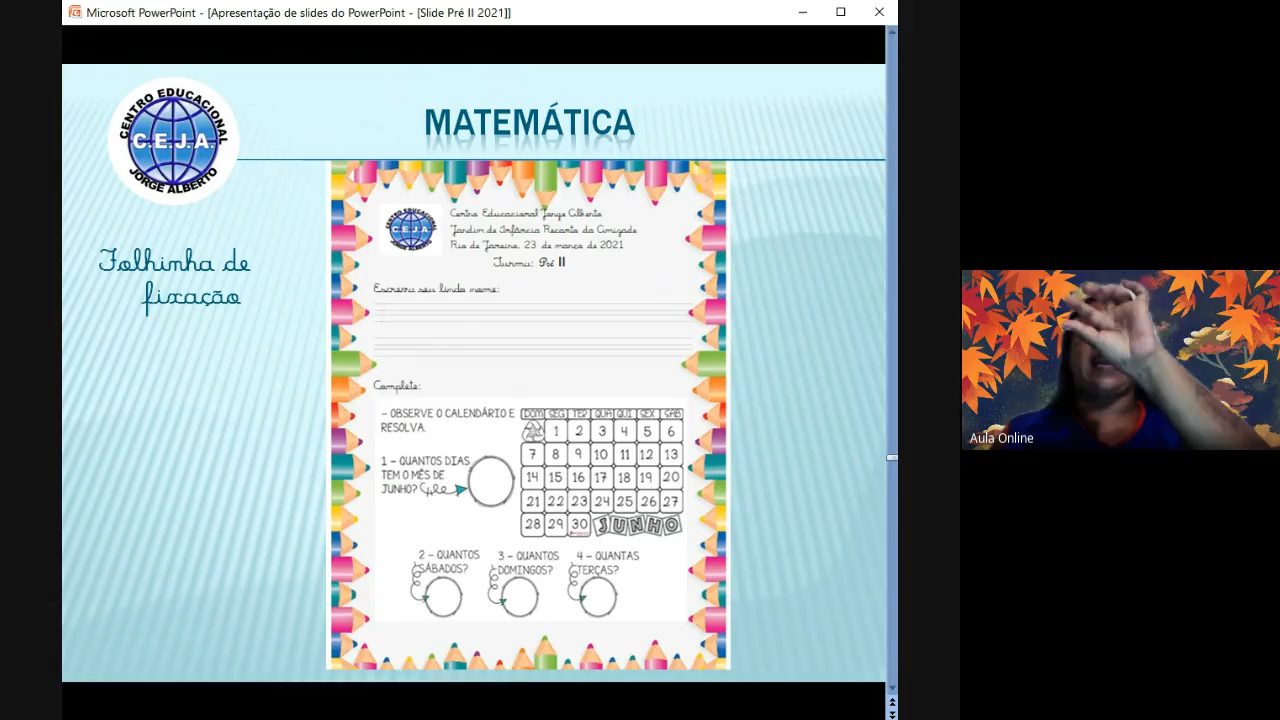 Microsoft PowerPoint - [Apresentação de slides do PowerPoint - [Slide Pré II 2021]]
CENTRO EDUCACIONAL
C.E.J.A.
JORGE ALBERTO
MATEMÁTICA
Folhinha de
fixação
CENTRO EDUCACIONAL
C.E.J.A.
JORGE ALBERTO
Centro Educacional Jorge Alberto
Jardim de Infância Recanto da Amizade
Rio de Janeiro, 23 de março de 2021
Turma: Pré II
Escreva seu lindo nome:
Complete:
- OBSERVE O CALENDÁRIO E
RESOLVA.
1 - QUANTOS DIAS
TEM O MÊS DE
JUNHO?
DOM SEG TER QUA QUI SEX SAB
1 2 3 4 5 6
7 8 9 10 11 12 13
14 15 16 17 18 19 20
21 22 23 24 25 26 27
28 29 30 JUNHO
2 - QUANTOS
SÁBADOS?
3 - QUANTOS
DOMINGOS?
4 - QUANTAS
TERÇAS?
Aula Online